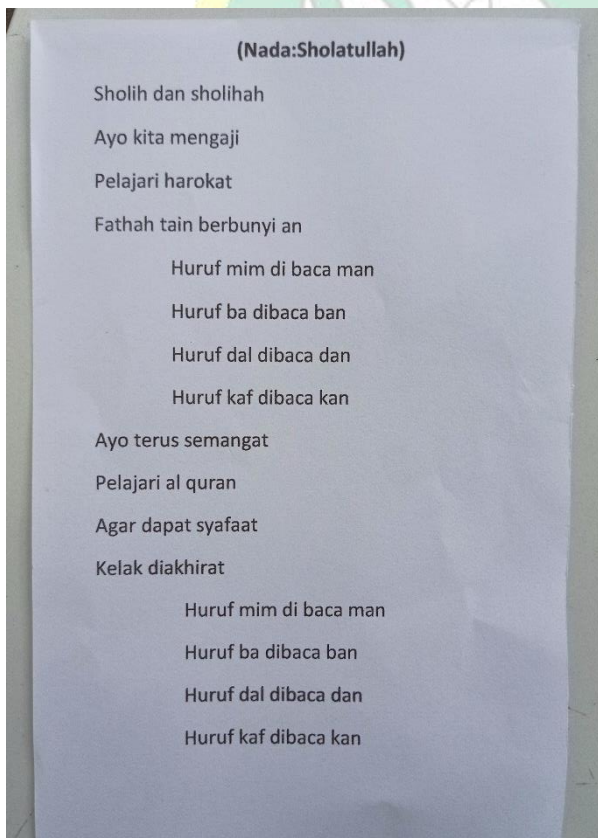 (Nada:Sholatullah)
Sholih dan sholihah
Ayo kita mengaji
Pelajari harokat
Fathah tain berbunyi an
Huruf mim di baca man
Huruf ba dibaca ban
Huruf dal dibaca dan
Huruf kaf dibaca kan
Ayo terus semangat
Pelajari al quran
Agar dapat syafaat
Kelak diakhirat
Huruf mim di baca man
Huruf ba dibaca ban
Huruf dal dibaca dan
Huruf kaf dibaca kan